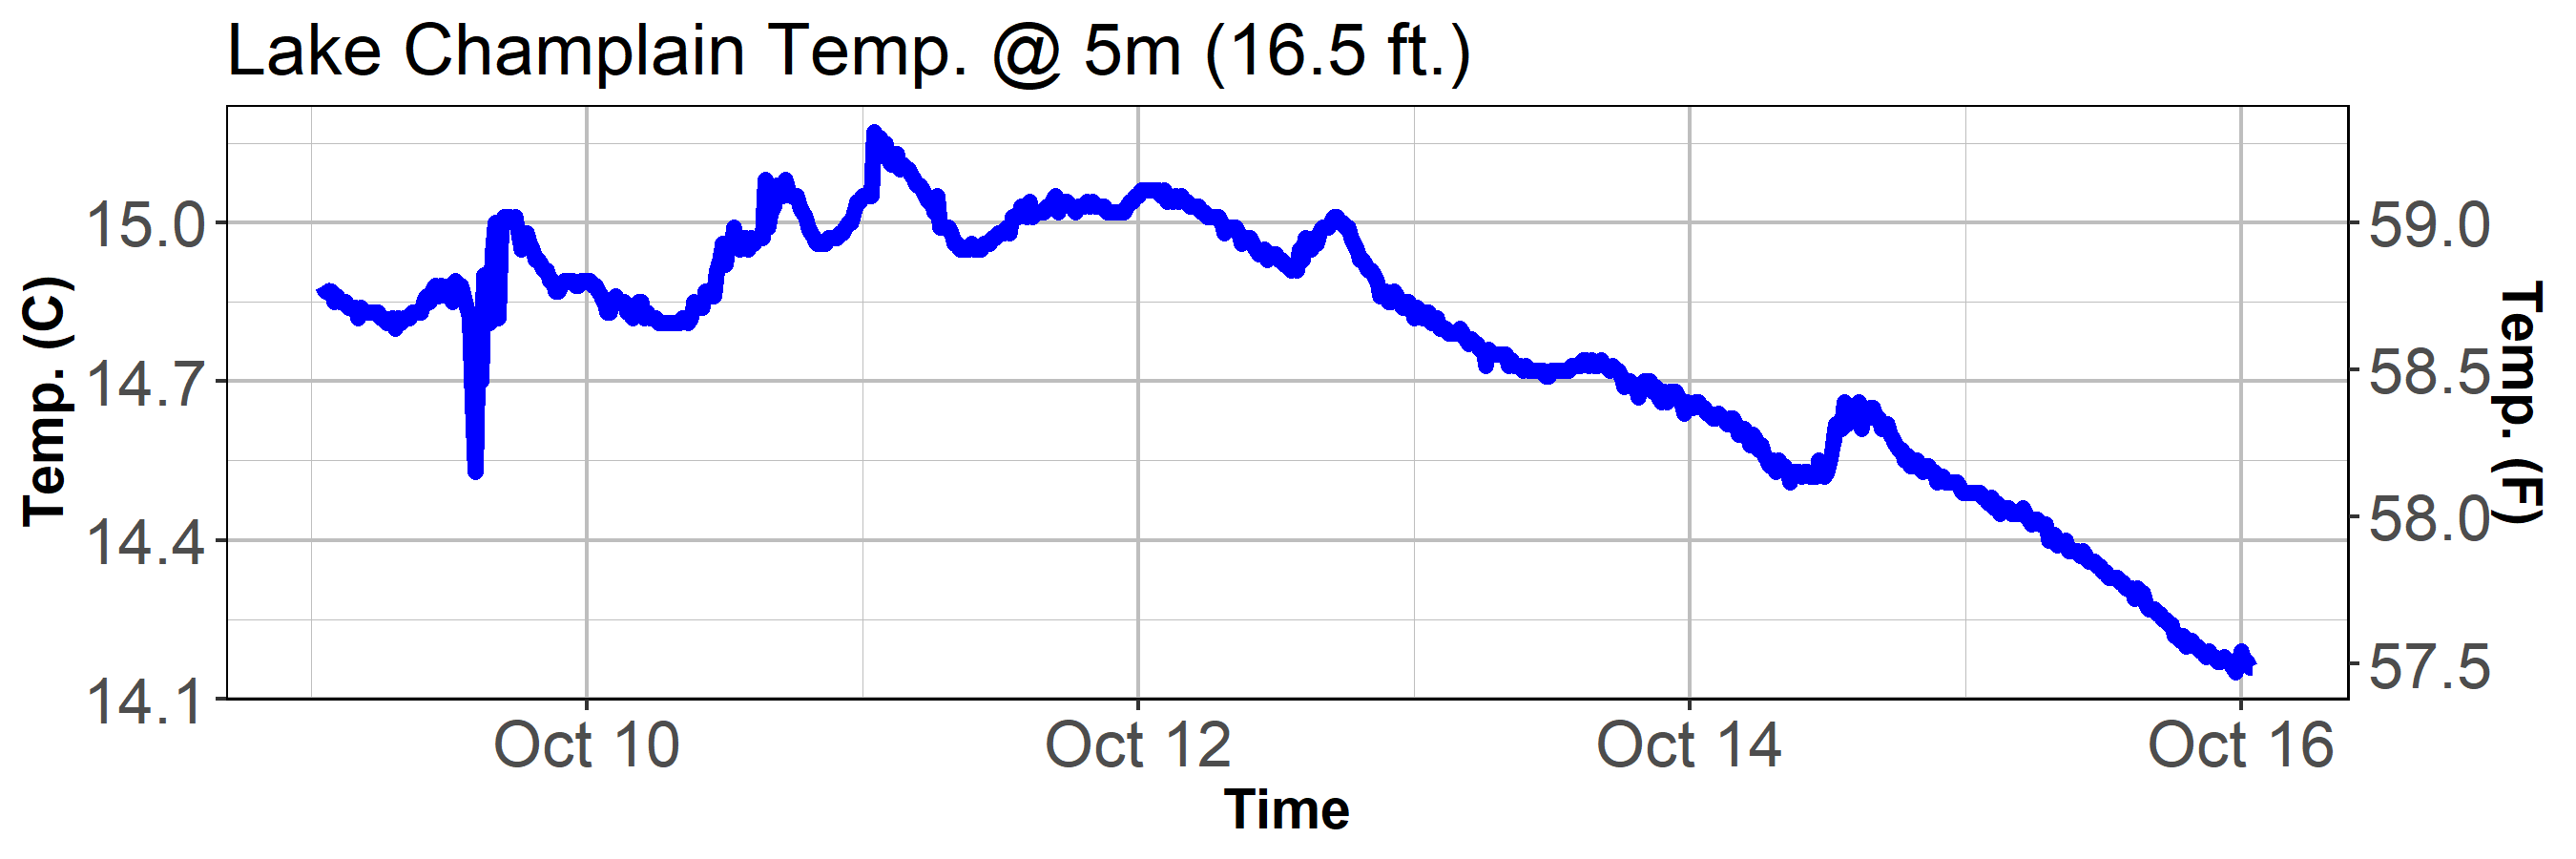 Lake Champlain Temp. @ 5m (16.5 ft.)
Temp. (C)
15.0
14.7
14.4
14.1
59.0
58.5
58.0
57.5
Temp. (F)
Oct 10 Oct 12 Oct 14 Oct 16
Time